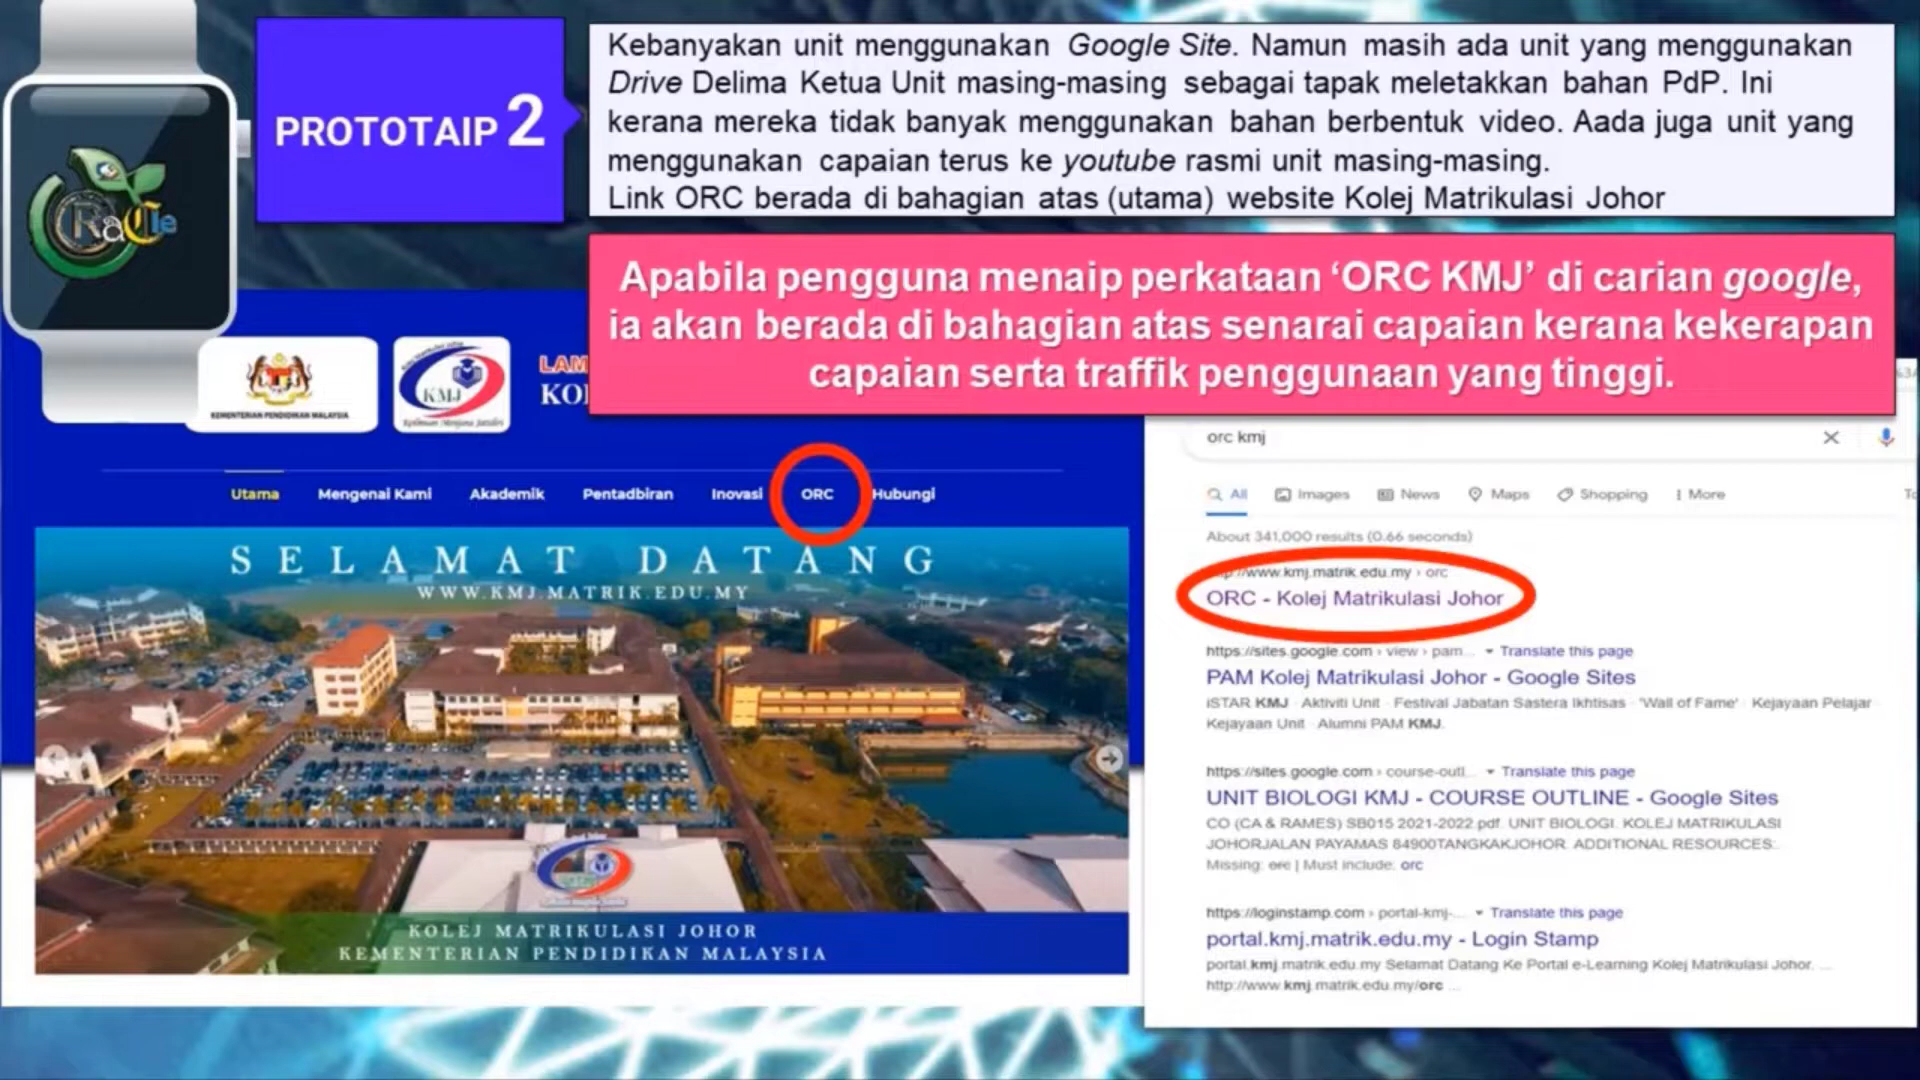 PROTOTAIP 2
Kebanyakan unit menggunakan Google Site. Namun masih ada unit yang menggunakan
Drive Delima Ketua Unit masing-masing sebagai tapak meletakkan bahan PdP. Ini
kerana mereka tidak banyak menggunakan bahan berbentuk video. Aada juga unit yang
menggunakan capaian terus ke youtube rasmi unit masing-masing.
Link ORC berada di bahagian atas (utama) website Kolej Matrikulasi Johor
Apabila pengguna menaip perkataan ‘ORC KMJ’ di carian google,
ia akan berada di bahagian atas senarai capaian kerana kekerapan
capaian serta traffik penggunaan yang tinggi.
ORaCle
KEMENTERIAN PENDIDIKAN MALAYSIA
KMJ
Utama Mengenai Kami Akademik Pentadbiran Inovasi ORC Hubungi
SELAMAT DATANG
WWW.KMJ.MATRIK.EDU.MY
KOLEJ MATRIKULASI JOHOR
KEMENTERIAN PENDIDIKAN MALAYSIA
orc kmj
All Images News Maps Shopping More
About 341,000 results (0.66 seconds)
www.kmj.matrik.edu.my › orc
ORC - Kolej Matrikulasi Johor
https://sites.google.com › view › pam... Translate this page
PAM Kolej Matrikulasi Johor - Google Sites
iSTAR KMJ · Aktiviti Unit · Festival Jabatan Sastera Ikhtisas · 'Wall of Fame' · Kejayaan Pelajar
Kejayaan Unit · Alumni PAM KMJ.
https://sites.google.com › course-outl... Translate this page
UNIT BIOLOGI KMJ - COURSE OUTLINE - Google Sites
CO (CA & RAMES) SB015 2021-2022 pdf. UNIT BIOLOGI. KOLEJ MATRIKULASI
JOHORJALAN PAYAMAS 84900TANGKAKJOHOR. ADDITIONAL RESOURCES:.
Missing: orc | Must include: orc
https://loginstamp.com › portal-kmj-... Translate this page
portal.kmj.matrik.edu.my - Login Stamp
portal.kmj.matrik.edu.my Selamat Datang Ke Portal e-Learning Kolej Matrikulasi Johor. ...
http://www.kmj.matrik.edu.my/orc ...